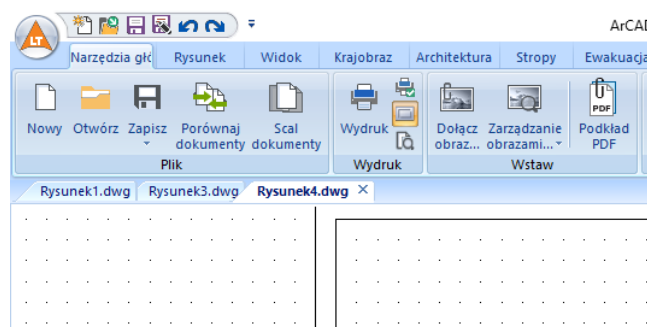 ArCAD
LT
Narzędzia głó Rysunek Widok Krajobraz Architektura Stropy Ewakuacja
PDF
Nowy Otwórz Zapisz Porównaj Scal Wydruk Dołącz Zarządzanie Podkład
dokumenty dokumenty obraz... obrazami... PDF
Plik Wydruk Wstaw
Rysunek1.dwg Rysunek3.dwg Rysunek4.dwg